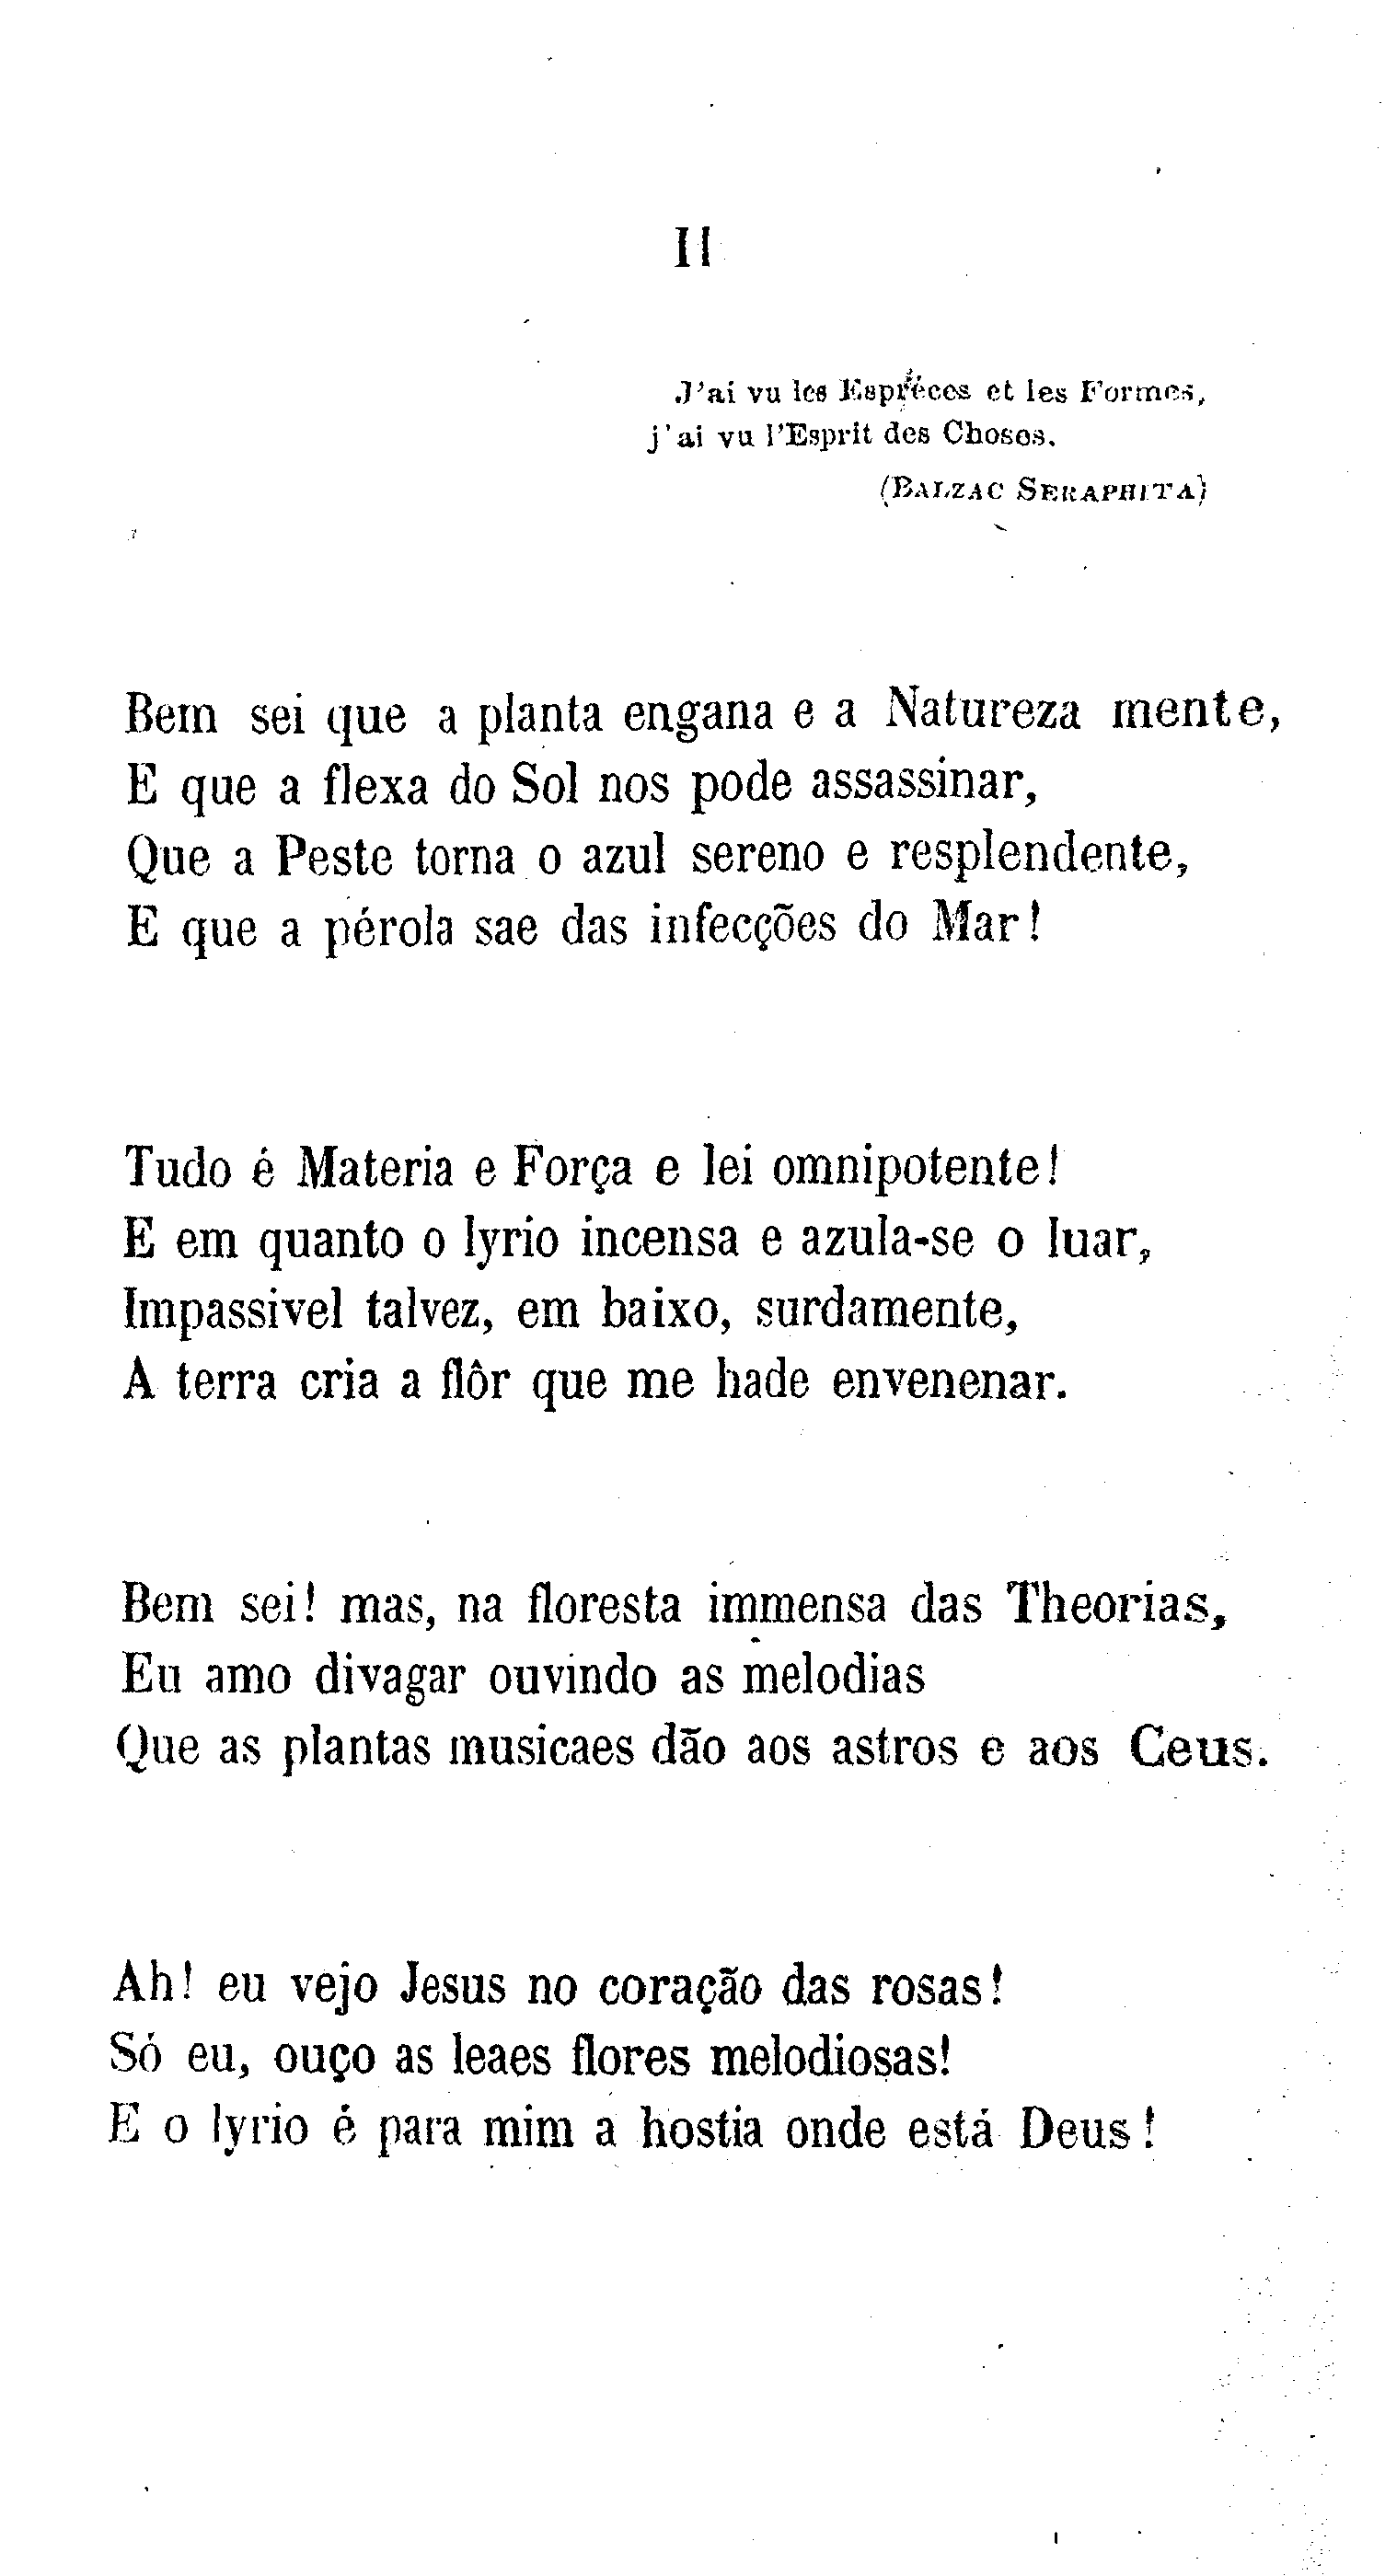 II
J'ai vu les Espréces et les Formes,
j'ai vu l'Esprit des Choses.
(BALZAC SERAPHITA)
Bem sei que a planta engana e a Natureza mente,
E que a flexa do Sol nos pode assassinar,
Que a Peste torna o azul sereno e resplendente,
E que a pérola sae das infecções do Mar!
Tudo é Materia e Força e lei omnipotente!
E em quanto o lyrio incensa e azula-se o luar,
Impassivel talvez, em baixo, surdamente,
A terra cria a flôr que me hade envenenar.
Bem sei! mas, na floresta immensa das Theorias,
Eu amo divagar ouvindo as melodias
Que as plantas musicaes dão aos astros e aos Ceus.
Ah! eu vejo Jesus no coração das rosas!
Só eu, ouço as leaes flores melodiosas!
E o lyrio é para mim a hostia onde está Deus!